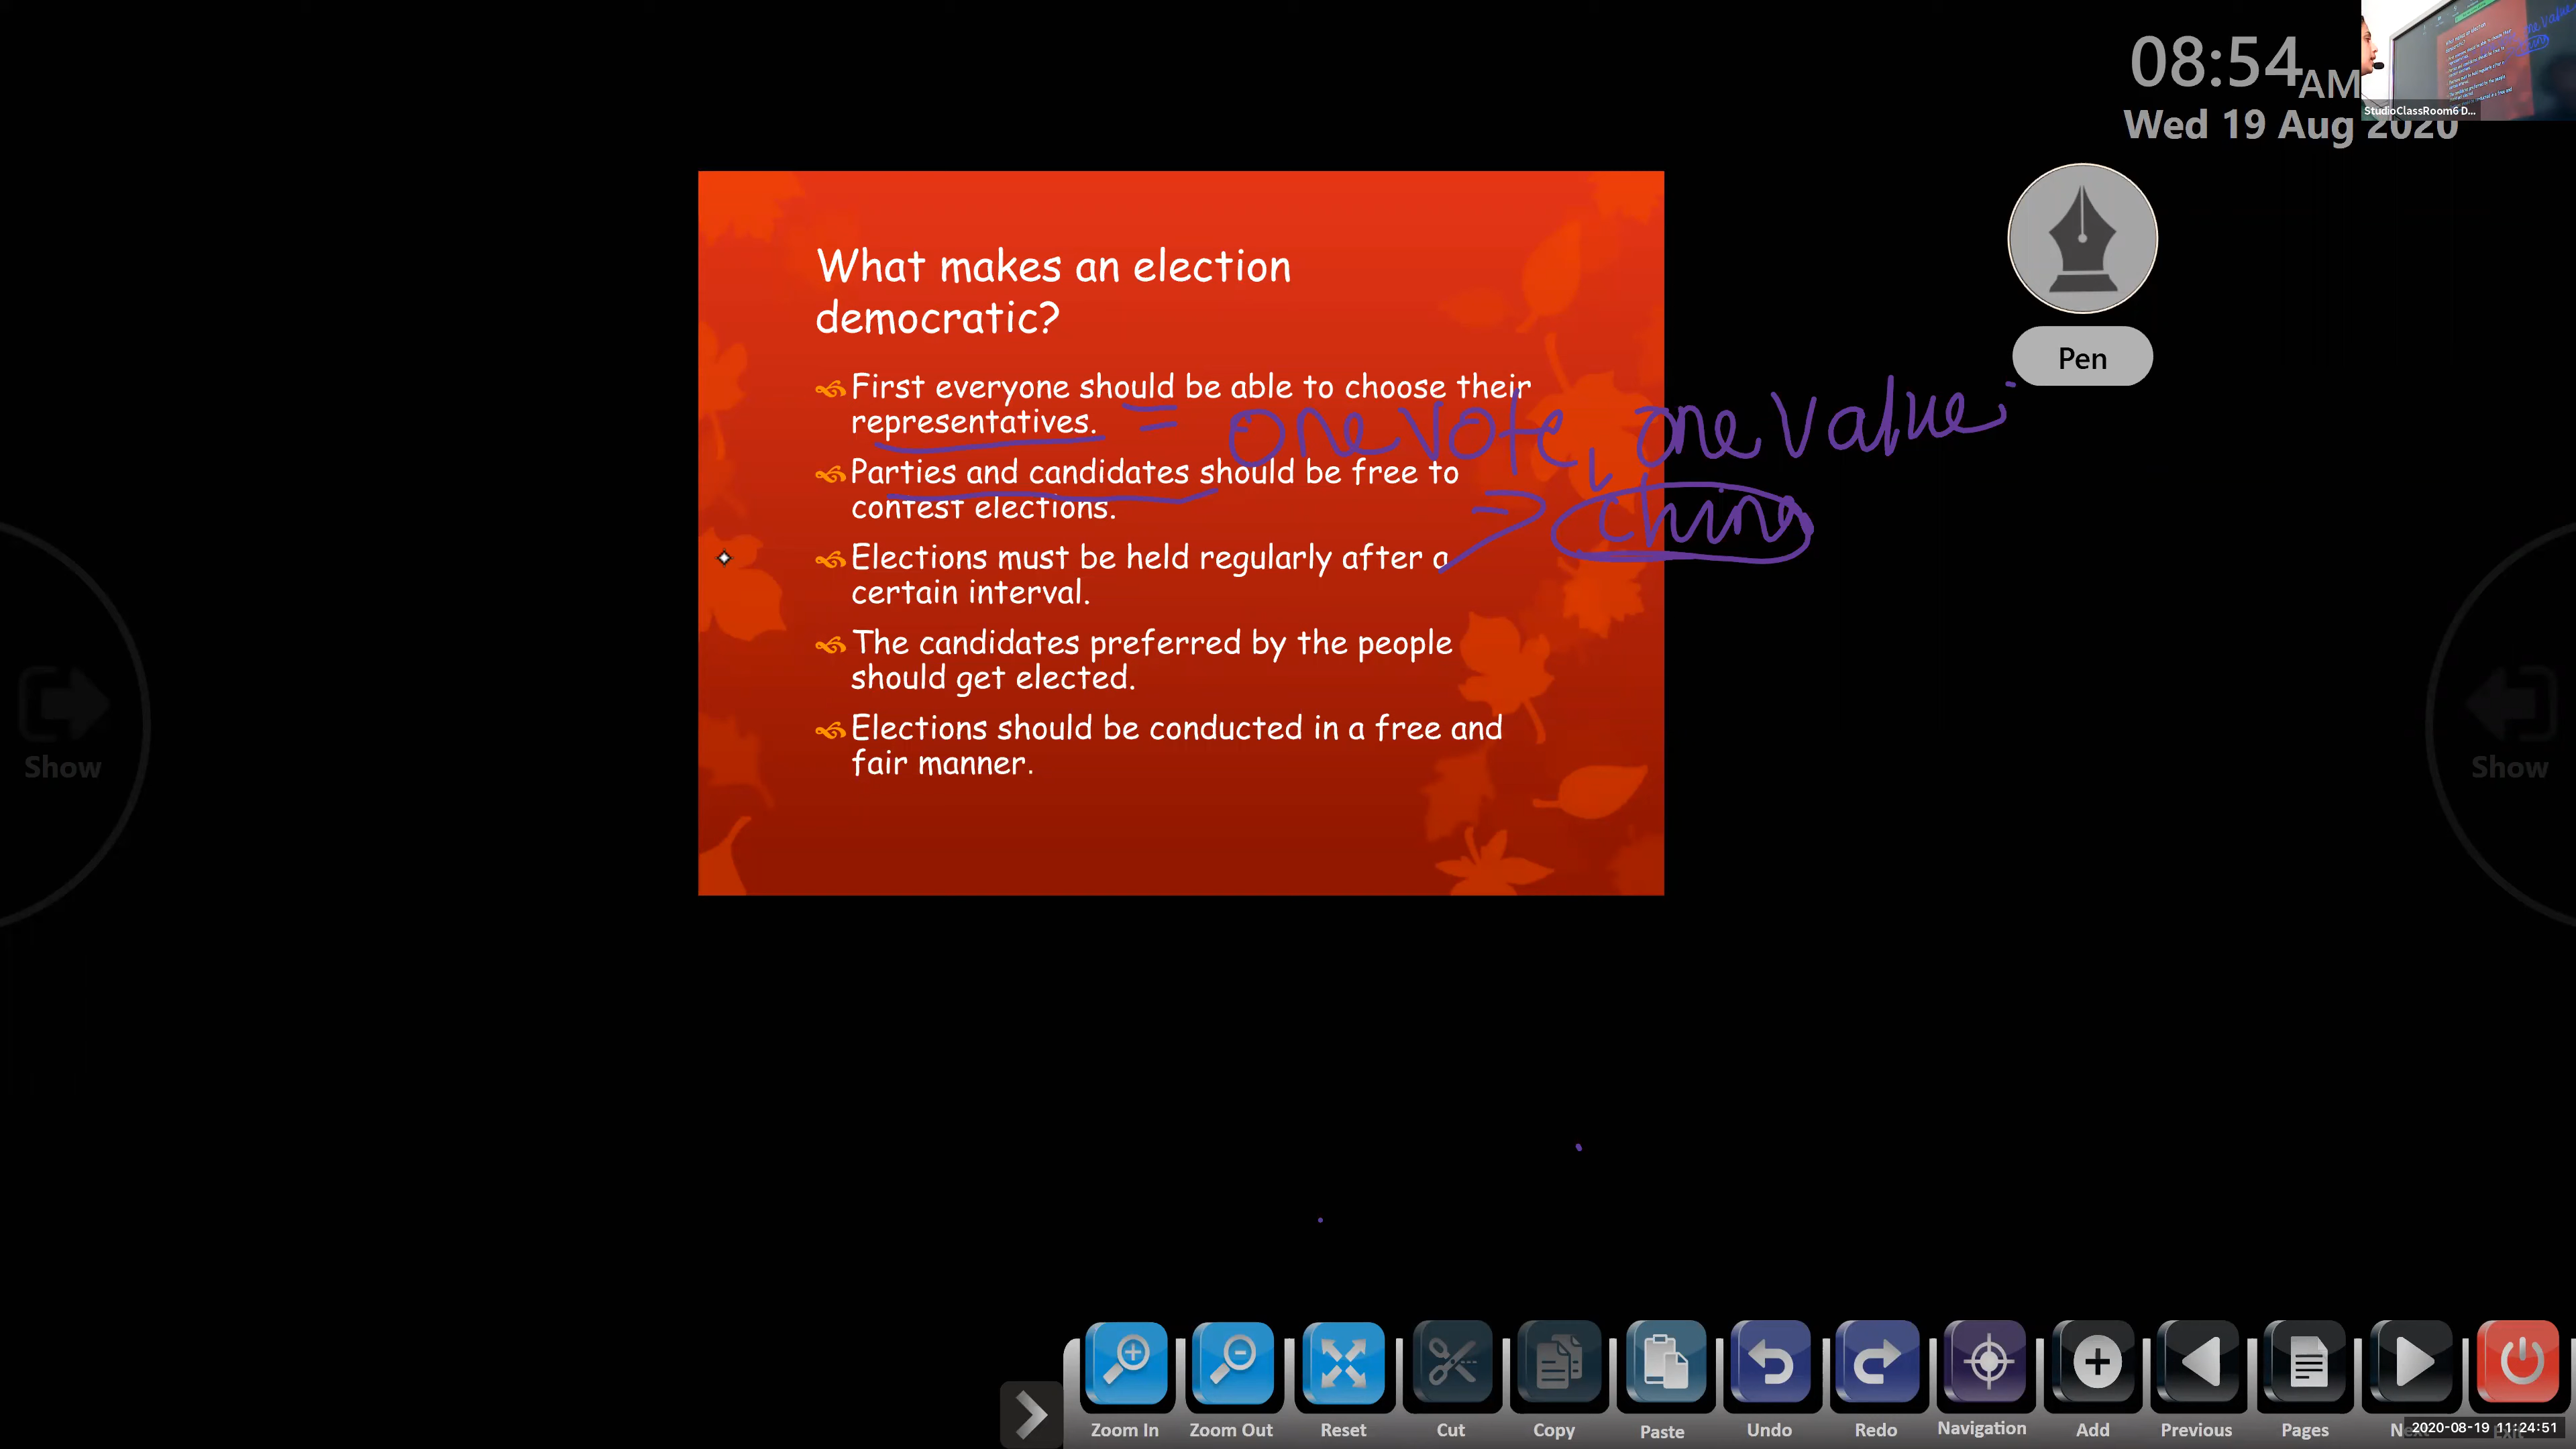 08:54 AM
StudioClassRoom6 D...
Wed 19 Aug 2020
Pen
What makes an election
democratic?
First everyone should be able to choose their
representatives.
= one vote, one value
Parties and candidates should be free to
contest elections.
China
Elections must be held regularly after a
certain interval.
The candidates preferred by the people
should get elected.
Elections should be conducted in a free and
fair manner.
Show
Show
Zoom In Zoom Out Reset Cut Copy Paste Undo Redo Navigation Add Previous Pages
2020-08-19 11:24:51